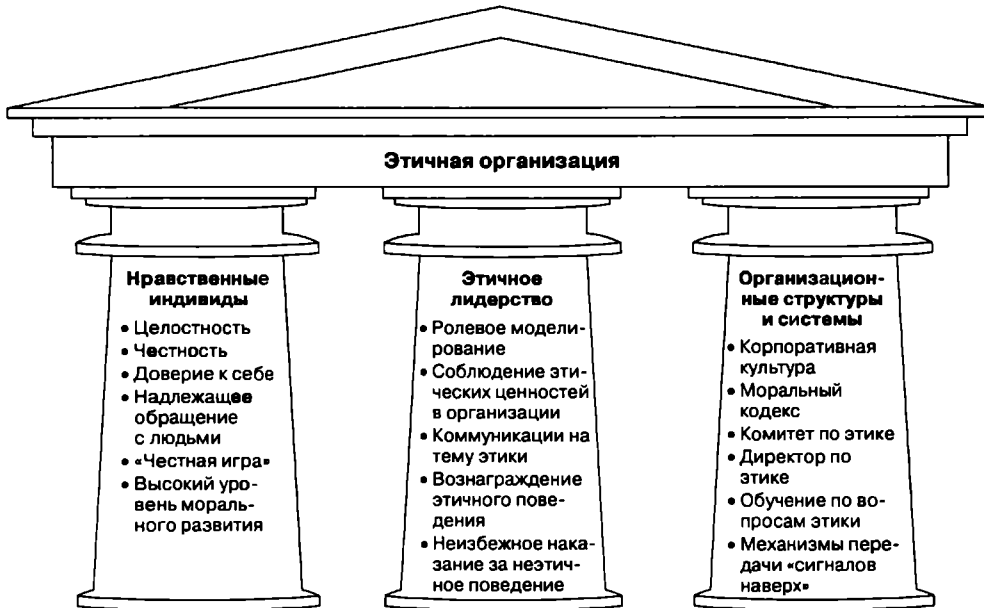 Этичная организация
Нравственные
индивиды
• Целостность
• Честность
• Доверие к себе
• Надлежащее
обращение
с людьми
• «Честная игра»
• Высокий уро-
вень мораль-
ного развития
Этичное
лидерство
• Ролевое модели-
рование
• Соблюдение эти-
ческих ценностей
в организации
• Коммуникации на
тему этики
• Вознаграждение
этичного пове-
дения
• Неизбежное нака-
зание за неэтич-
ное поведение
Организацион-
ные структуры
и системы
• Корпоративная
культура
• Моральный
кодекс
• Комитет по этике
• Директор по
этике
• Обучение по во-
просам этики
• Механизмы пере-
дачи «сигналов
наверх»